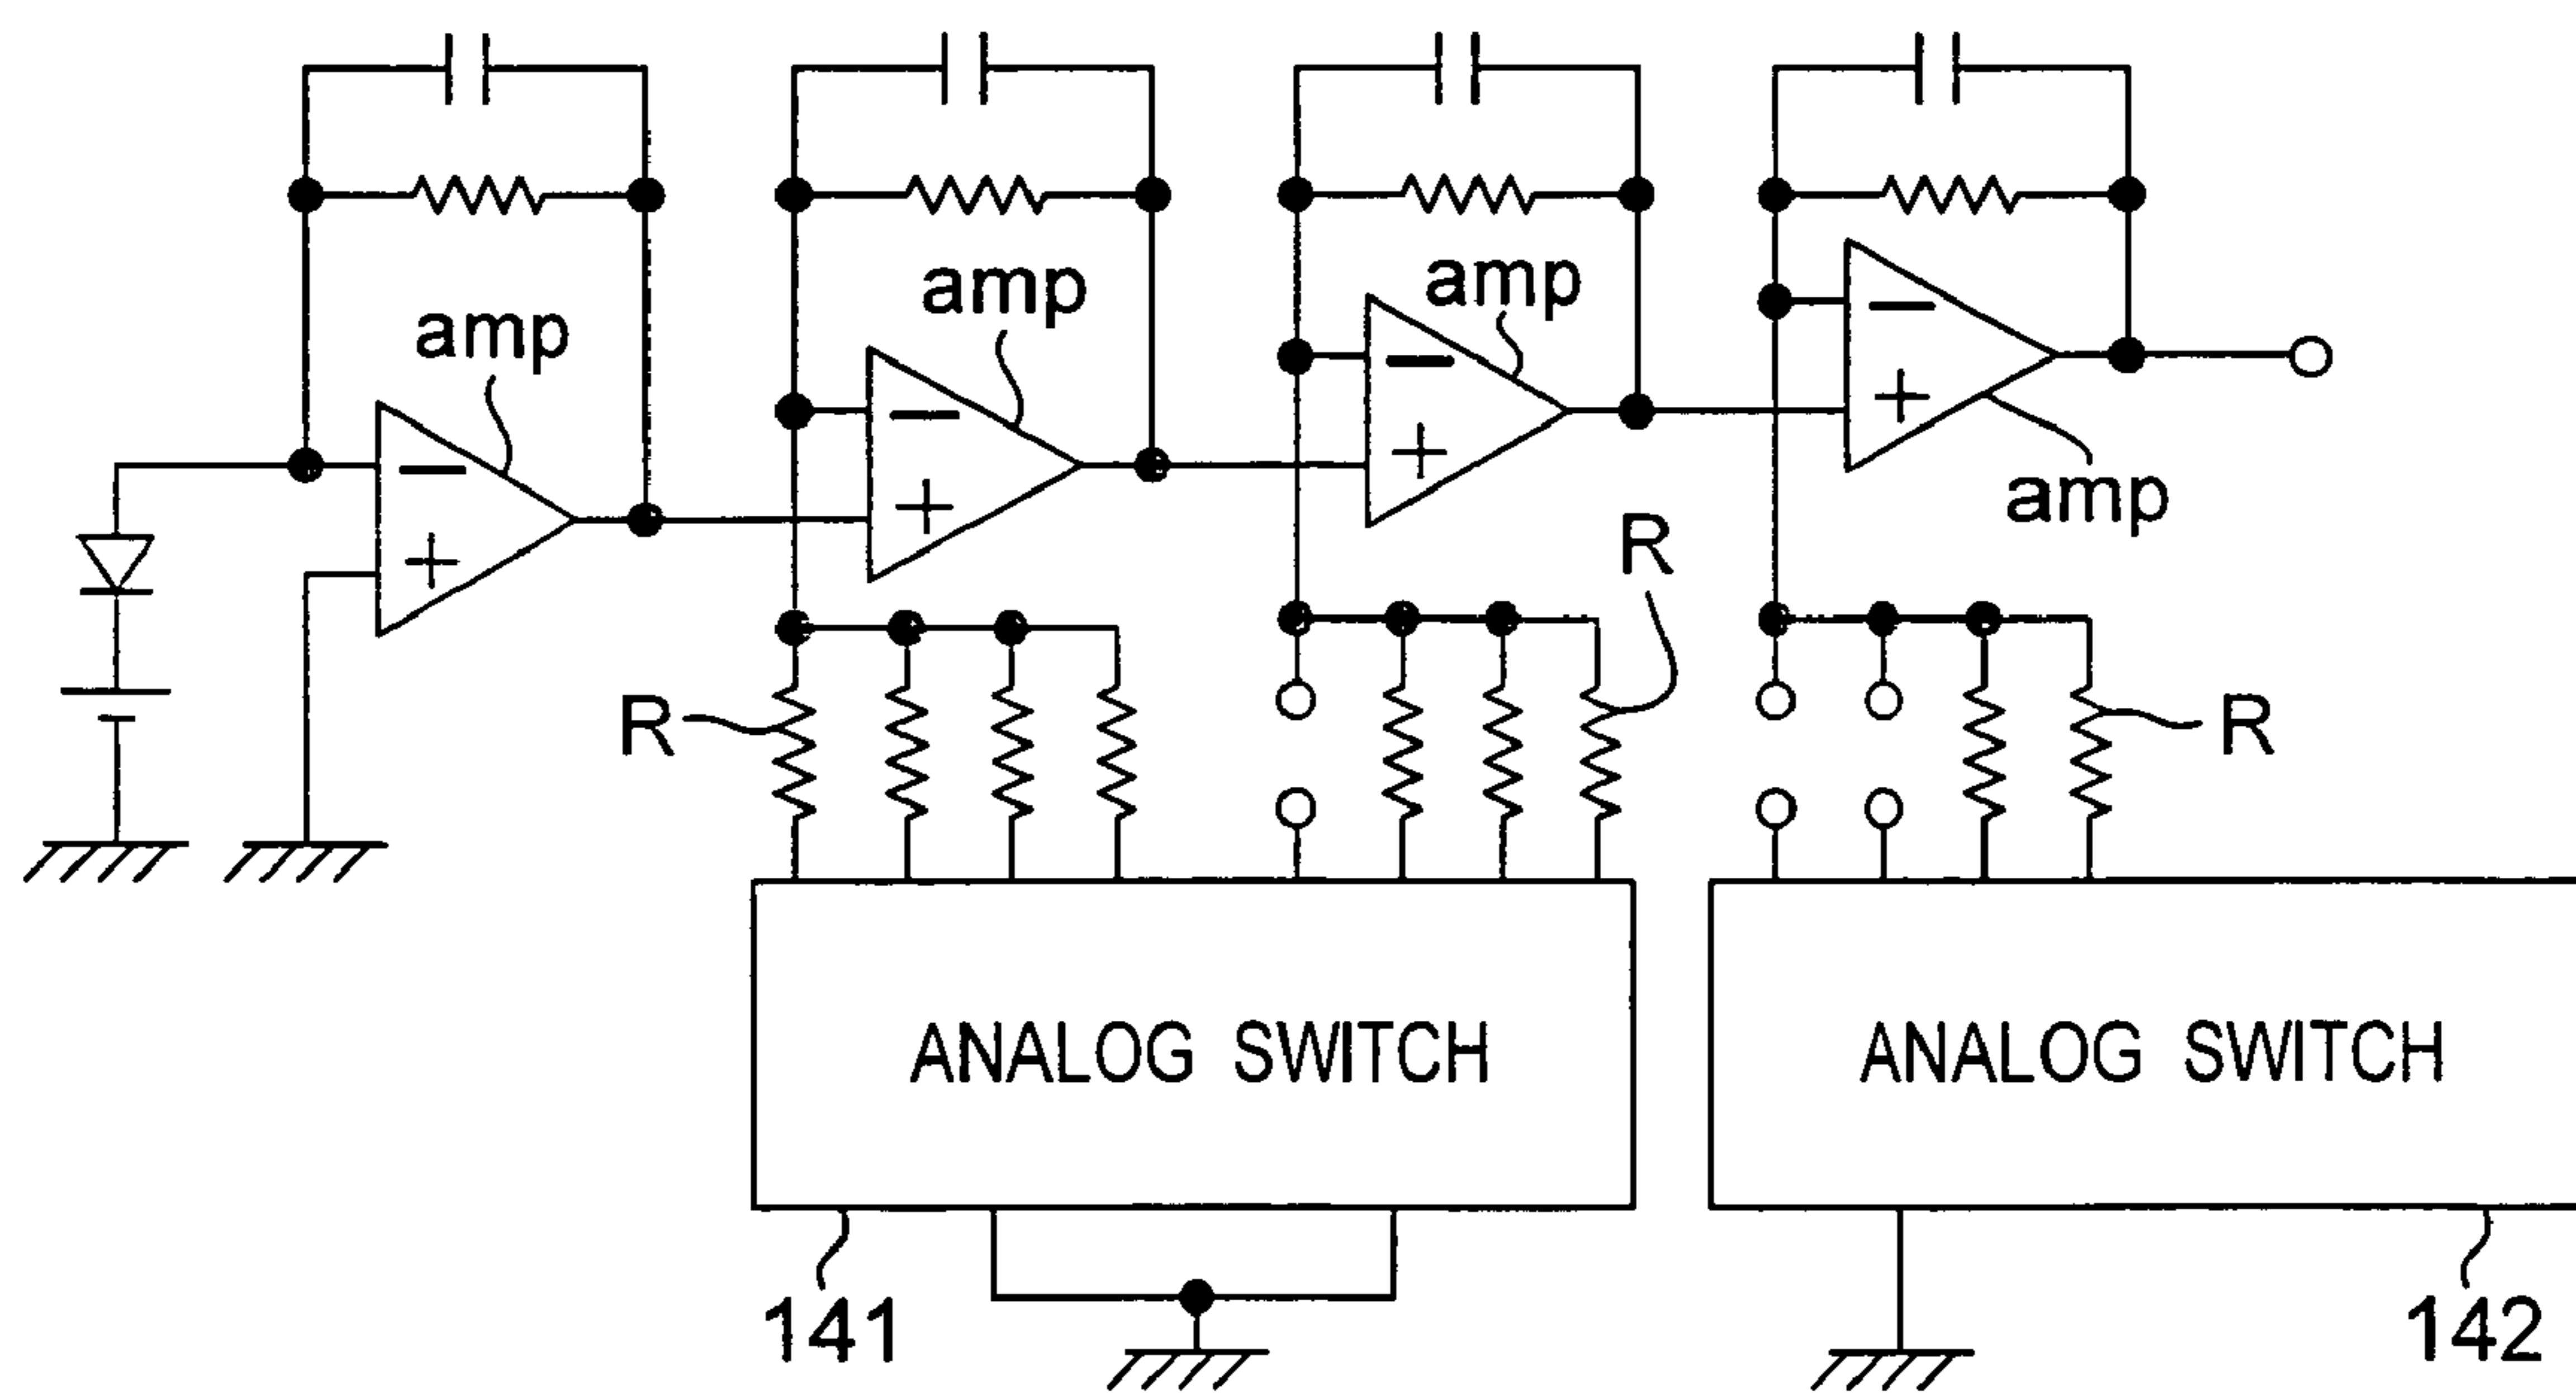 amp
amp
amp
amp
R
R
R
ANALOG SWITCH
ANALOG SWITCH
141
142